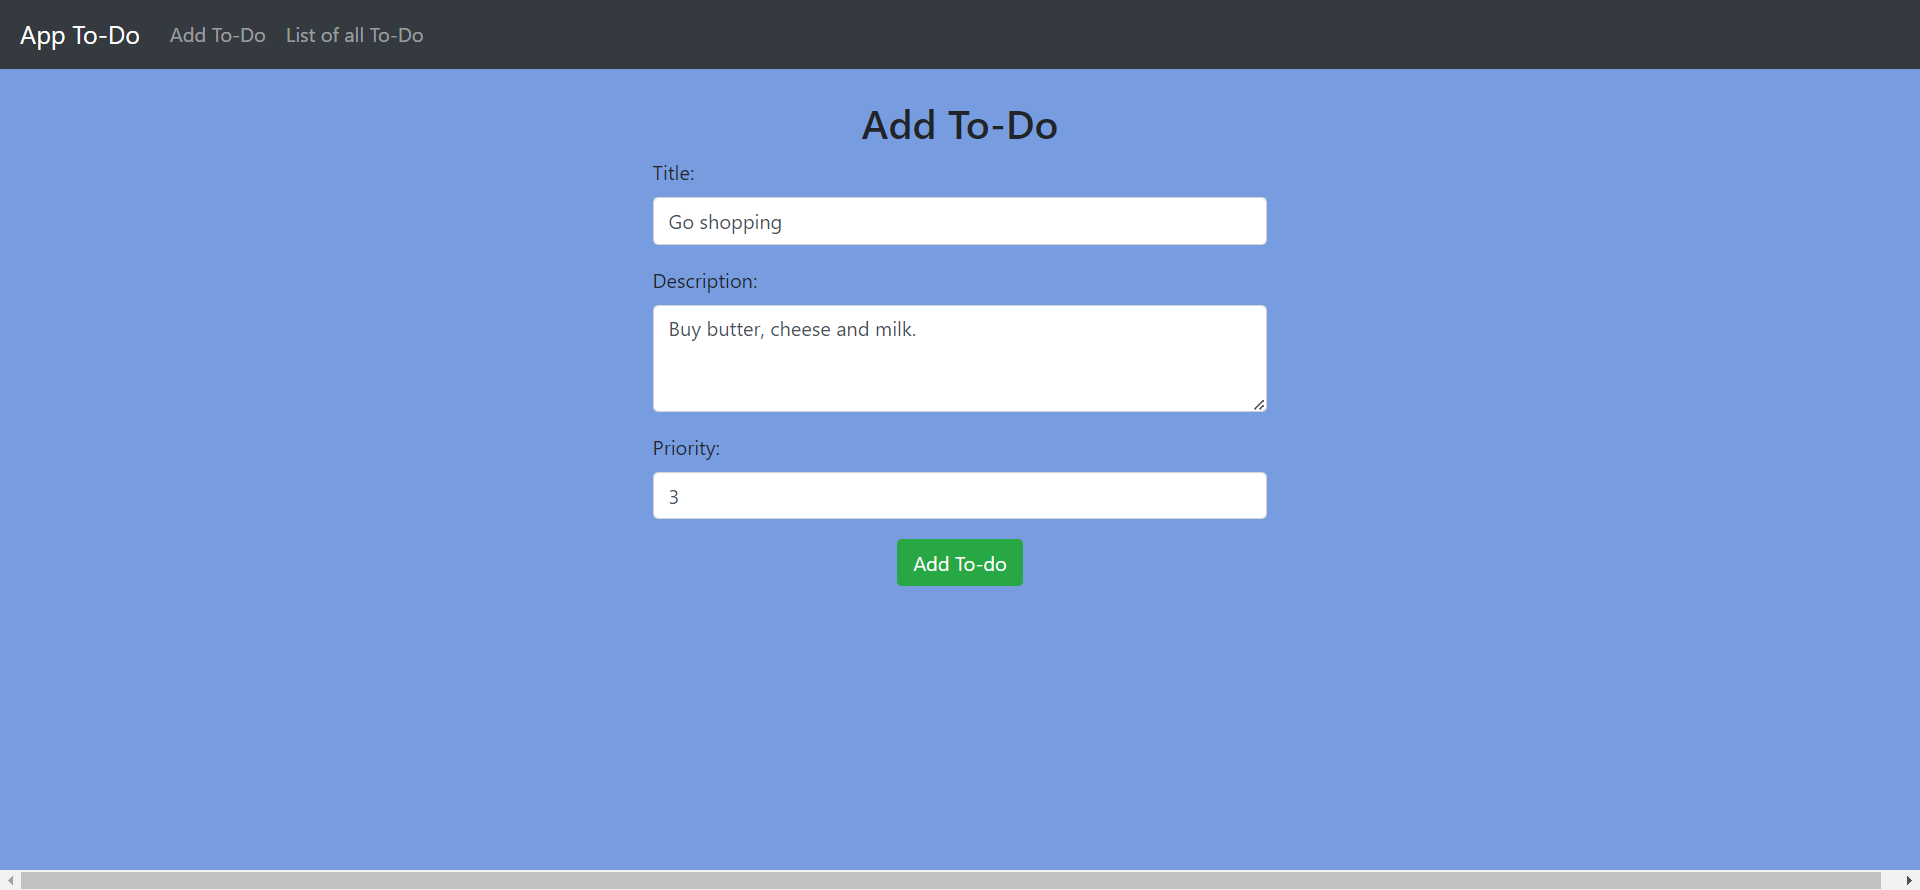 App To-Do Add To-Do List of all To-Do
Add To-Do
Title:
Go shopping
Description:
Buy butter, cheese and milk.
Priority:
3
Add To-do